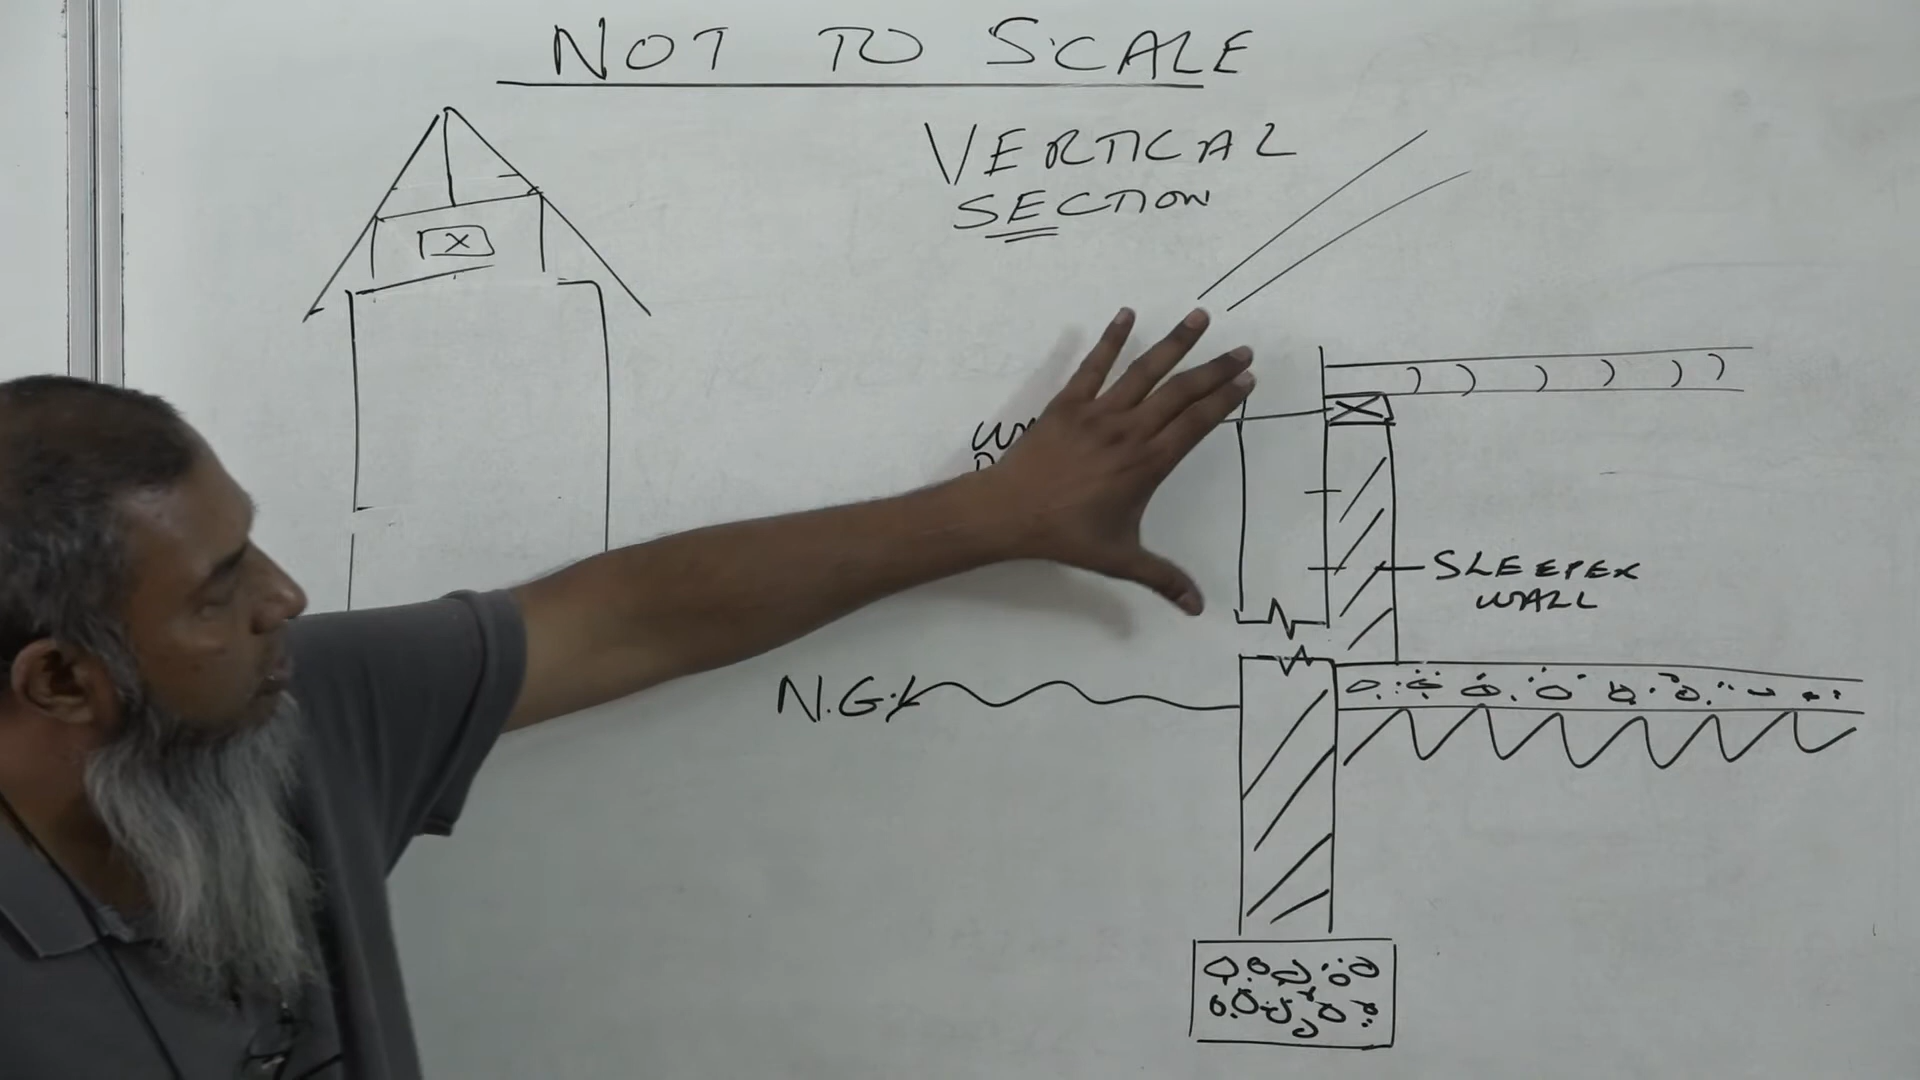 NOT TO SCALE
VERTICAL
SECTION
SLEEPER
WALL
N.G.L